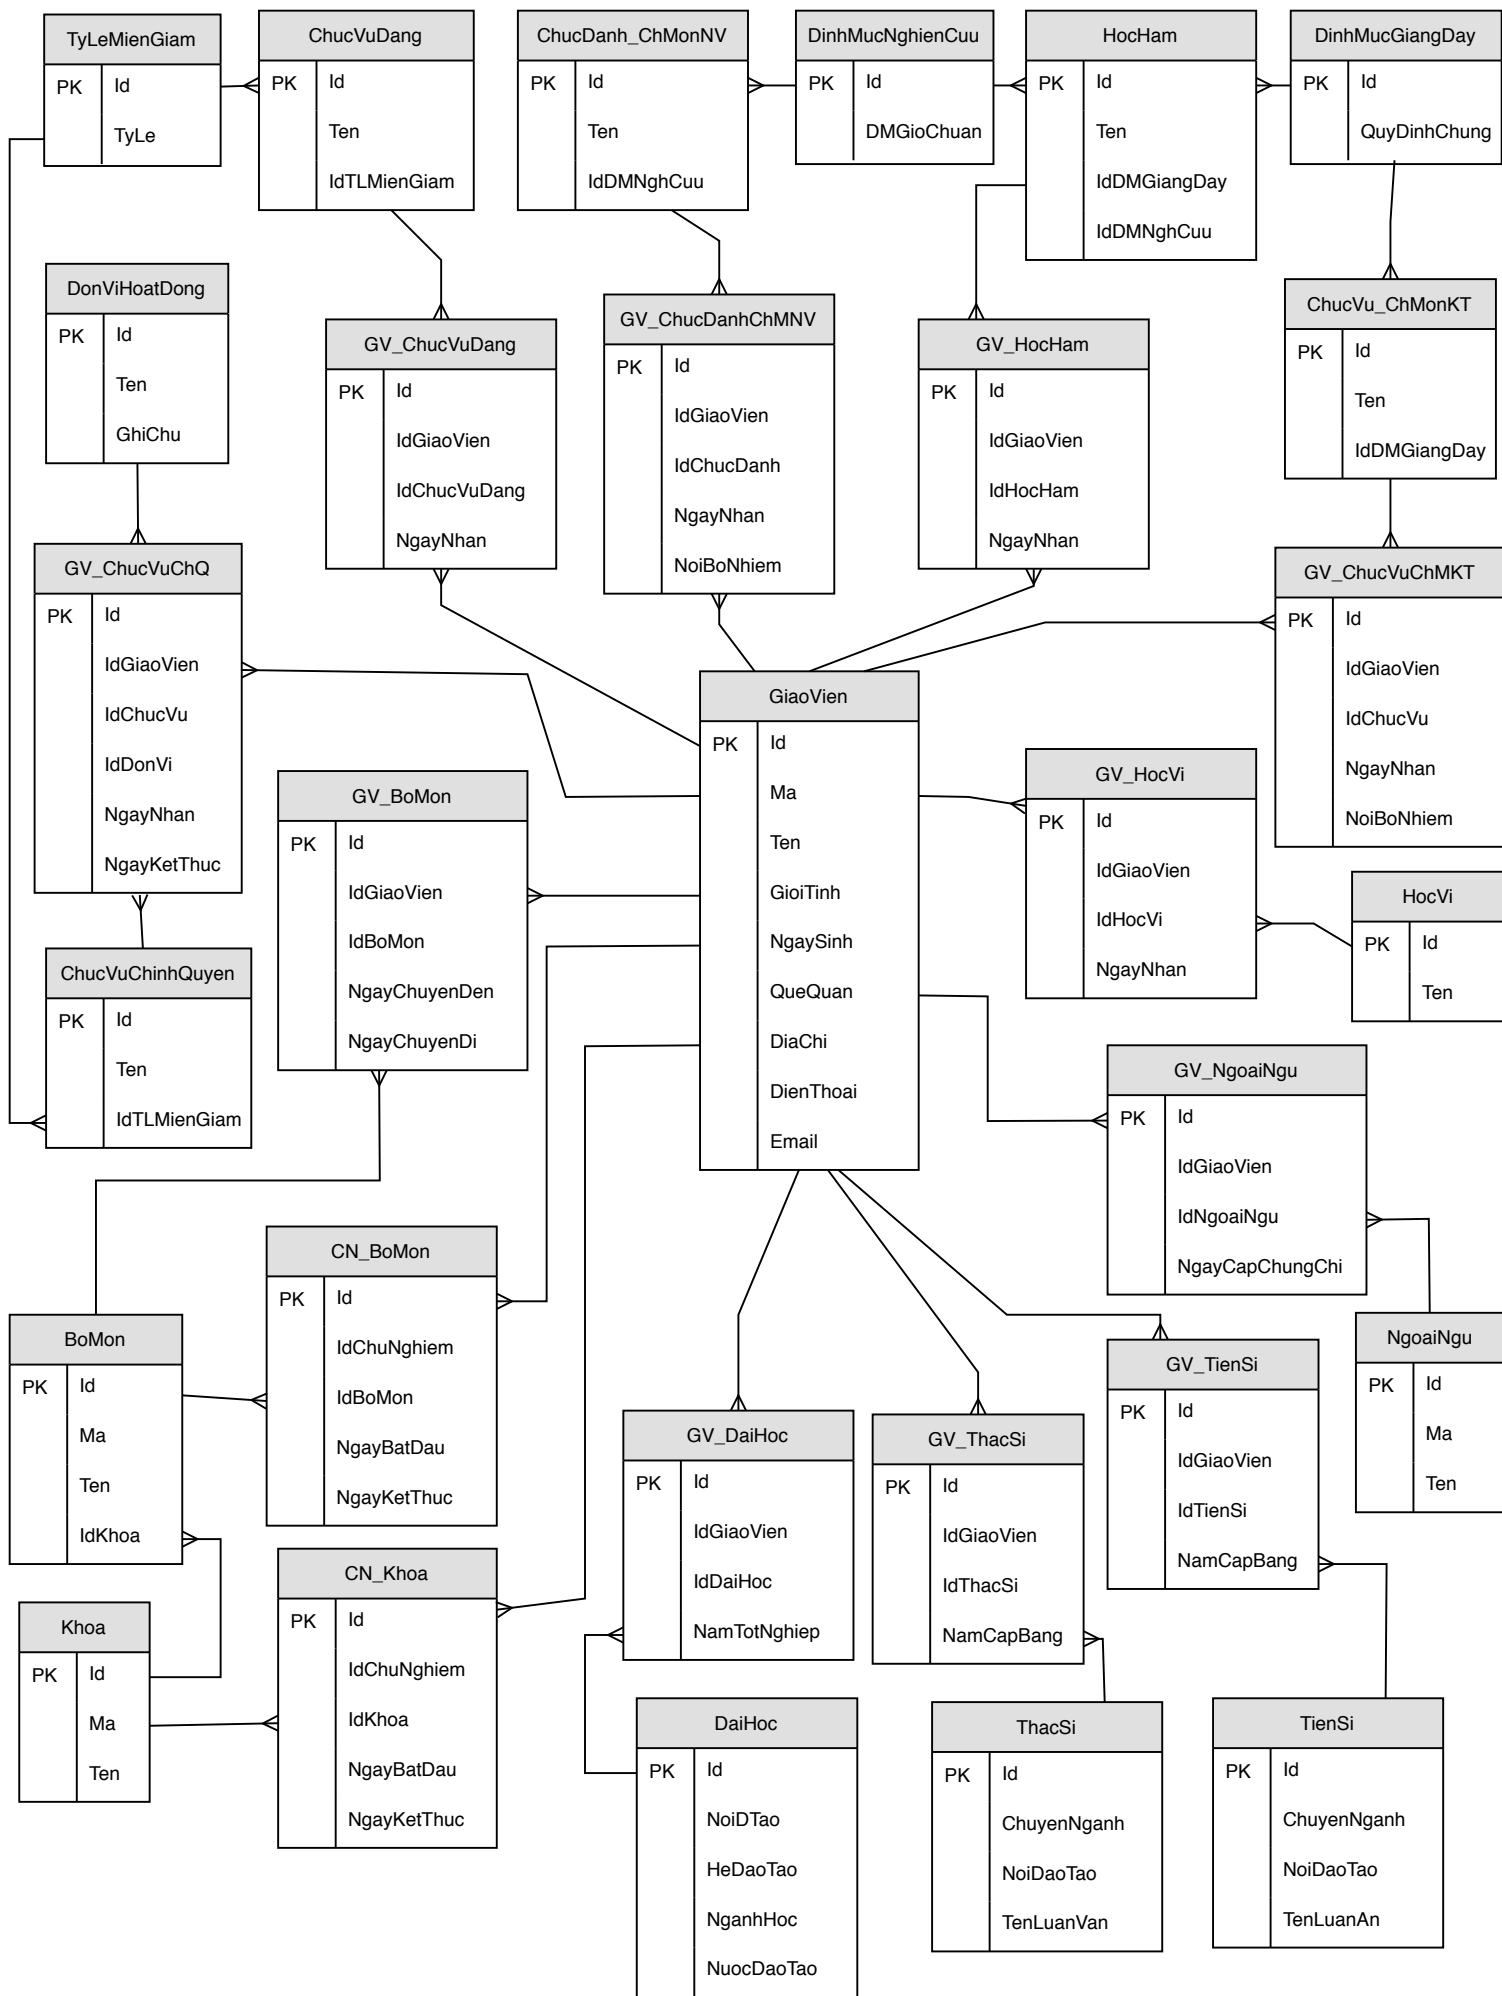 TyLeMienGiam
PK Id
TyLe
ChucVuDang
PK Id
Ten
IdTLMienGiam
ChucDanh_ChMonNV
PK Id
Ten
IdDMNghCuu
DinhMucNghienCuu
PK Id
DMGioChuan
HocHam
PK Id
Ten
IdDMGiangDay
IdDMNghCuu
DinhMucGiangDay
PK Id
QuyDinhChung
DonViHoatDong
PK Id
Ten
GhiChu
GV_ChucVuDang
PK Id
IdGiaoVien
IdChucVuDang
NgayNhan
GV_ChucDanhChMNV
PK Id
IdGiaoVien
IdChucDanh
NgayNhan
NoiBoNhiem
GV_HocHam
PK Id
IdGiaoVien
IdHocHam
NgayNhan
ChucVu_ChMonKT
PK Id
Ten
IdDMGiangDay
GV_ChucVuChQ
PK Id
IdGiaoVien
IdChucVu
IdDonVi
NgayNhan
NgayKetThuc
GV_ChucVuChMKT
PK Id
IdGiaoVien
IdChucVu
NgayNhan
NoiBoNhiem
GiaoVien
PK Id
Ma
Ten
GioiTinh
NgaySinh
QueQuan
DiaChi
DienThoai
Email
GV_BoMon
PK Id
IdGiaoVien
IdBoMon
NgayChuyenDen
NgayChuyenDi
GV_HocVi
PK Id
IdGiaoVien
IdHocVi
NgayNhan
HocVi
PK Id
Ten
ChucVuChinhQuyen
PK Id
Ten
IdTLMienGiam
GV_NgoaiNgu
PK Id
IdGiaoVien
IdNgoaiNgu
NgayCapChungChi
CN_BoMon
PK Id
IdChuNghiem
IdBoMon
NgayBatDau
NgayKetThuc
BoMon
PK Id
Ma
Ten
IdKhoa
NgoaiNgu
PK Id
Ma
Ten
GV_TienSi
PK Id
IdGiaoVien
IdTienSi
NamCapBang
GV_DaiHoc
PK Id
IdGiaoVien
IdDaiHoc
NamTotNghiep
GV_ThacSi
PK Id
IdGiaoVien
IdThacSi
NamCapBang
CN_Khoa
PK Id
IdChuNghiem
IdKhoa
NgayBatDau
NgayKetThuc
Khoa
PK Id
Ma
Ten
DaiHoc
PK Id
NoiDTao
HeDaoTao
NganhHoc
NuocDaoTao
ThacSi
PK Id
ChuyenNganh
NoiDaoTao
TenLuanVan
TienSi
PK Id
ChuyenNganh
NoiDaoTao
TenLuanAn